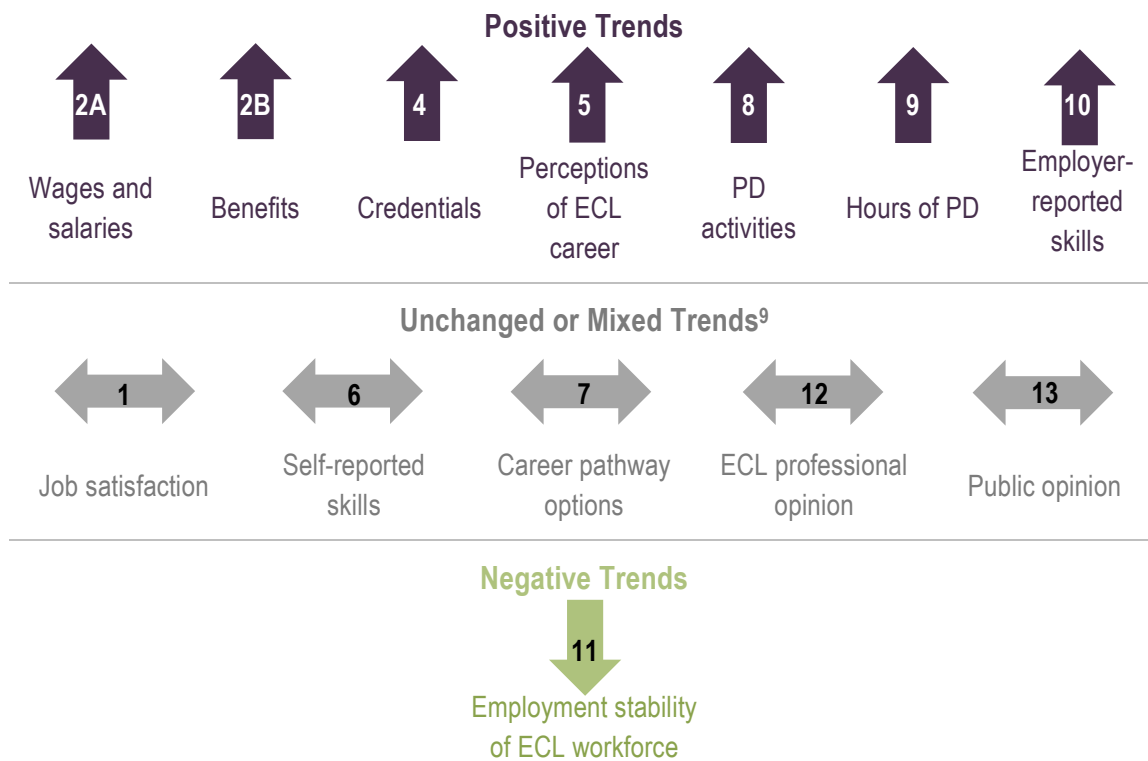 Positive Trends
2A
2B
4
5
8
9
10
Wages and
salaries
Benefits
Credentials
Perceptions
of ECL
career
PD
activities
Hours of PD
Employer-
reported
skills
Unchanged or Mixed Trends⁹
1
6
7
12
13
Job satisfaction
Self-reported
skills
Career pathway
options
ECL professional
opinion
Public opinion
Negative Trends
11
Employment stability
of ECL workforce